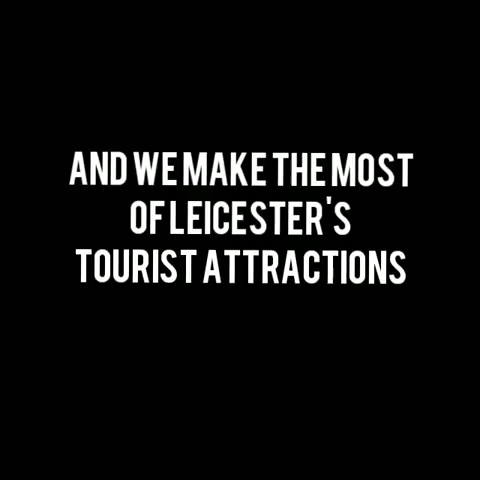 AND WE MAKE THE MOST
OF LEICESTER'S
TOURIST ATTRACTIONS